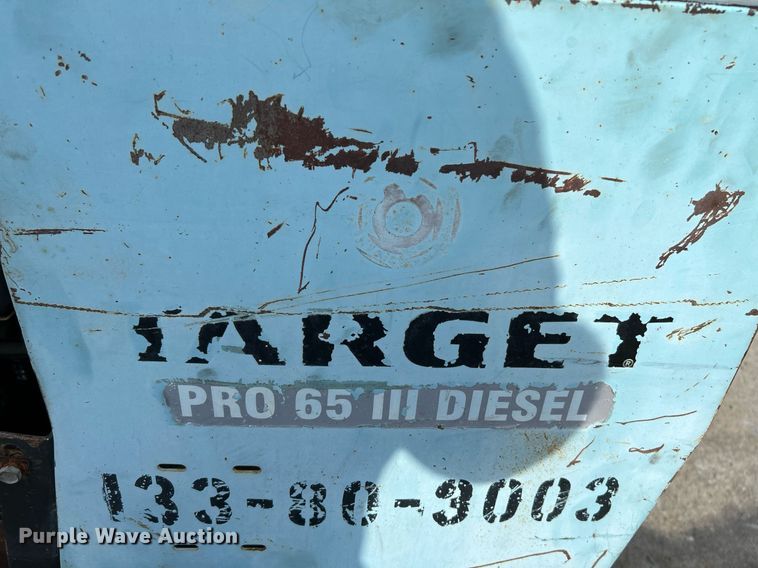 TARGET®
PRO 65 III DIESEL
133-80-3003
Purple Wave Auction